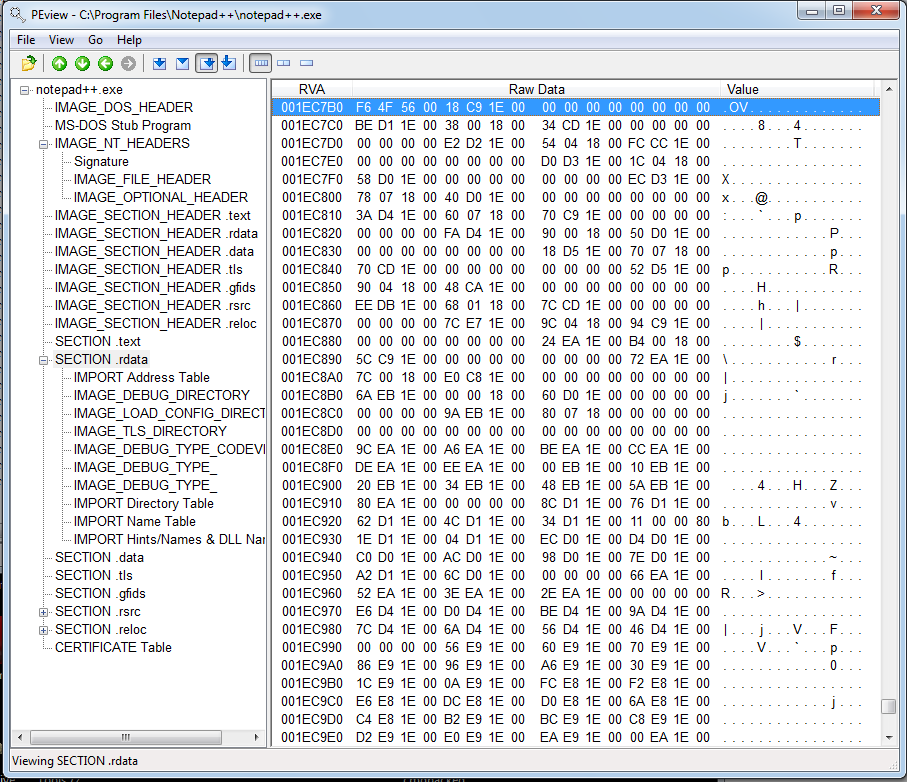 PEview - C:\Program Files\Notepad++\notepad++.exe
File View Go Help
notepad++.exe
IMAGE_DOS_HEADER
MS-DOS Stub Program
IMAGE_NT_HEADERS
Signature
IMAGE_FILE_HEADER
IMAGE_OPTIONAL_HEADER
IMAGE_SECTION_HEADER .text
IMAGE_SECTION_HEADER .rdata
IMAGE_SECTION_HEADER .data
IMAGE_SECTION_HEADER .tls
IMAGE_SECTION_HEADER .gfids
IMAGE_SECTION_HEADER .rsrc
IMAGE_SECTION_HEADER .reloc
SECTION .text
SECTION .rdata
IMPORT Address Table
IMAGE_DEBUG_DIRECTORY
IMAGE_LOAD_CONFIG_DIRECT
IMAGE_TLS_DIRECTORY
IMAGE_DEBUG_TYPE_CODEVI
IMAGE_DEBUG_TYPE_
IMAGE_DEBUG_TYPE_
IMPORT Directory Table
IMPORT Name Table
IMPORT Hints/Names & DLL Nar
SECTION .data
SECTION .tls
SECTION .gfids
SECTION .rsrc
SECTION .reloc
CERTIFICATE Table
RVA Raw Data Value
001EC7B0 F6 4F 56 00 18 C9 1E 00 00 00 00 00 00 00 00 00 .OV.............
001EC7C0 BE D1 1E 00 38 00 18 00 34 CD 1E 00 00 00 00 00 ....8...4.......
001EC7D0 00 00 00 00 E2 D2 1E 00 54 04 18 00 FC CC 1E 00 ........T.......
001EC7E0 00 00 00 00 00 00 00 00 D0 D3 1E 00 1C 04 18 00 ................
001EC7F0 58 D0 1E 00 00 00 00 00 00 00 00 00 EC D3 1E 00 X...............
001EC800 78 07 18 00 40 D0 1E 00 00 00 00 00 00 00 00 00 x...@...........
001EC810 3A D4 1E 00 60 07 18 00 70 C9 1E 00 00 00 00 00 :...`...p.......
001EC820 00 00 00 00 FA D4 1E 00 90 00 18 00 50 D0 1E 00 ............P...
001EC830 00 00 00 00 00 00 00 00 18 D5 1E 00 70 07 18 00 ............p...
001EC840 70 CD 1E 00 00 00 00 00 00 00 00 00 52 D5 1E 00 p...........R...
001EC850 90 04 18 00 48 CA 1E 00 00 00 00 00 00 00 00 00 ....H...........
001EC860 EE DB 1E 00 68 01 18 00 7C CD 1E 00 00 00 00 00 ....h...|.......
001EC870 00 00 00 00 7C E7 1E 00 9C 04 18 00 94 C9 1E 00 ....|...........
001EC880 00 00 00 00 00 00 00 00 24 EA 1E 00 B4 00 18 00 ........$.......
001EC890 5C C9 1E 00 00 00 00 00 00 00 00 00 72 EA 1E 00 \...........r...
001EC8A0 7C 00 18 00 E0 C8 1E 00 00 00 00 00 00 00 00 00 |...............
001EC8B0 6A EB 1E 00 00 00 18 00 60 D0 1E 00 00 00 00 00 j.......`.......
001EC8C0 00 00 00 00 9A EB 1E 00 80 07 18 00 00 00 00 00 ................
001EC8D0 00 00 00 00 00 00 00 00 00 00 00 00 00 00 00 00 ................
001EC8E0 9C EA 1E 00 A6 EA 1E 00 BE EA 1E 00 CC EA 1E 00 ................
001EC8F0 DE EA 1E 00 EE EA 1E 00 00 EB 1E 00 10 EB 1E 00 ................
001EC900 20 EB 1E 00 34 EB 1E 00 48 EB 1E 00 5A EB 1E 00 ...4...H...Z...
001EC910 80 EA 1E 00 00 00 00 00 8C D1 1E 00 76 D1 1E 00 ............v...
001EC920 62 D1 1E 00 4C D1 1E 00 34 D1 1E 00 11 00 00 80 b...L...4.......
001EC930 1E D1 1E 00 04 D1 1E 00 EC D0 1E 00 D4 D0 1E 00 ................
001EC940 C0 D0 1E 00 AC D0 1E 00 98 D0 1E 00 7E D0 1E 00 ............~...
001EC950 A2 D1 1E 00 6C D0 1E 00 00 00 00 00 66 EA 1E 00 ....l.......f...
001EC960 52 EA 1E 00 3E EA 1E 00 2E EA 1E 00 00 00 00 00 R...>...........
001EC970 E6 D4 1E 00 D0 D4 1E 00 BE D4 1E 00 9A D4 1E 00 ................
001EC980 7C D4 1E 00 6A D4 1E 00 56 D4 1E 00 46 D4 1E 00 |...j...V...F...
001EC990 00 00 00 00 56 E9 1E 00 60 E9 1E 00 70 E9 1E 00 ....V...`...p...
001EC9A0 86 E9 1E 00 96 E9 1E 00 A6 E9 1E 00 30 E9 1E 00 ............0...
001EC9B0 1C E9 1E 00 0A E9 1E 00 FC E8 1E 00 F2 E8 1E 00 ................
001EC9C0 E6 E8 1E 00 DC E8 1E 00 D0 E8 1E 00 6A E8 1E 00 ............j...
001EC9D0 C4 E8 1E 00 B2 E9 1E 00 BC E9 1E 00 C8 E9 1E 00 ................
001EC9E0 D2 E9 1E 00 E0 E9 1E 00 EA E9 1E 00 00 EA 1E 00 ................
Viewing SECTION .rdata